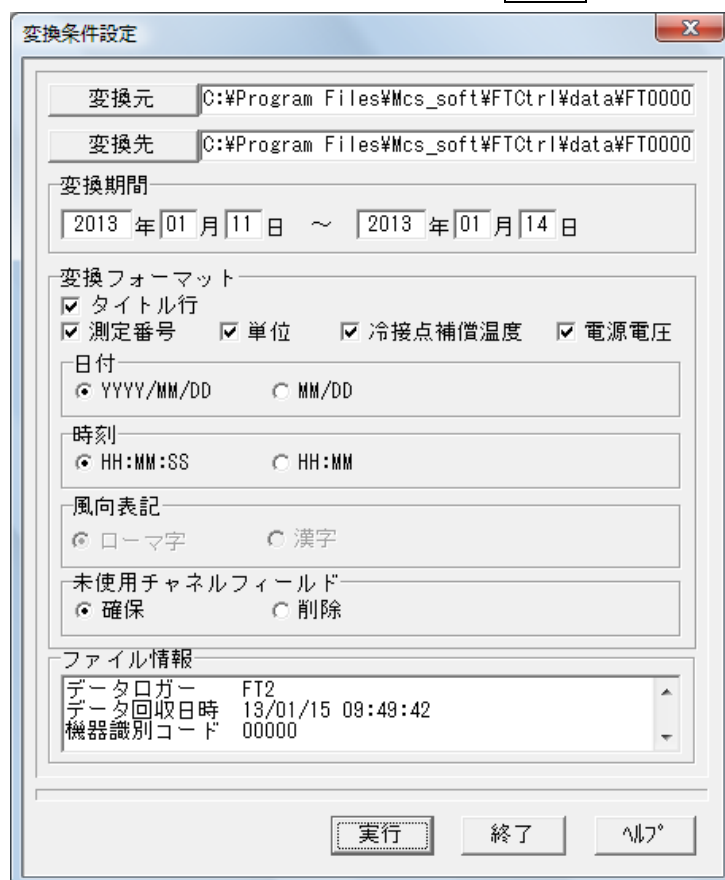 変換条件設定
変換元 C:¥Program Files¥Mcs_soft¥FTCtrl¥data¥FT0000
変換先 C:¥Program Files¥Mcs_soft¥FTCtrl¥data¥FT0000
変換期間
2013 年 01 月 11 日 ～ 2013 年 01 月 14 日
変換フォーマット
タイトル行
測定番号 単位 冷接点補償温度 電源電圧
日付
YYYY/MM/DD MM/DD
時刻
HH:MM:SS HH:MM
風向表記
ローマ字 漢字
未使用チャネルフィールド
確保 削除
ファイル情報
データロガー FT2
データ回収日時 13/01/15 09:49:42
機器識別コード 00000
実行 終了 ﾍﾙﾌﾟ